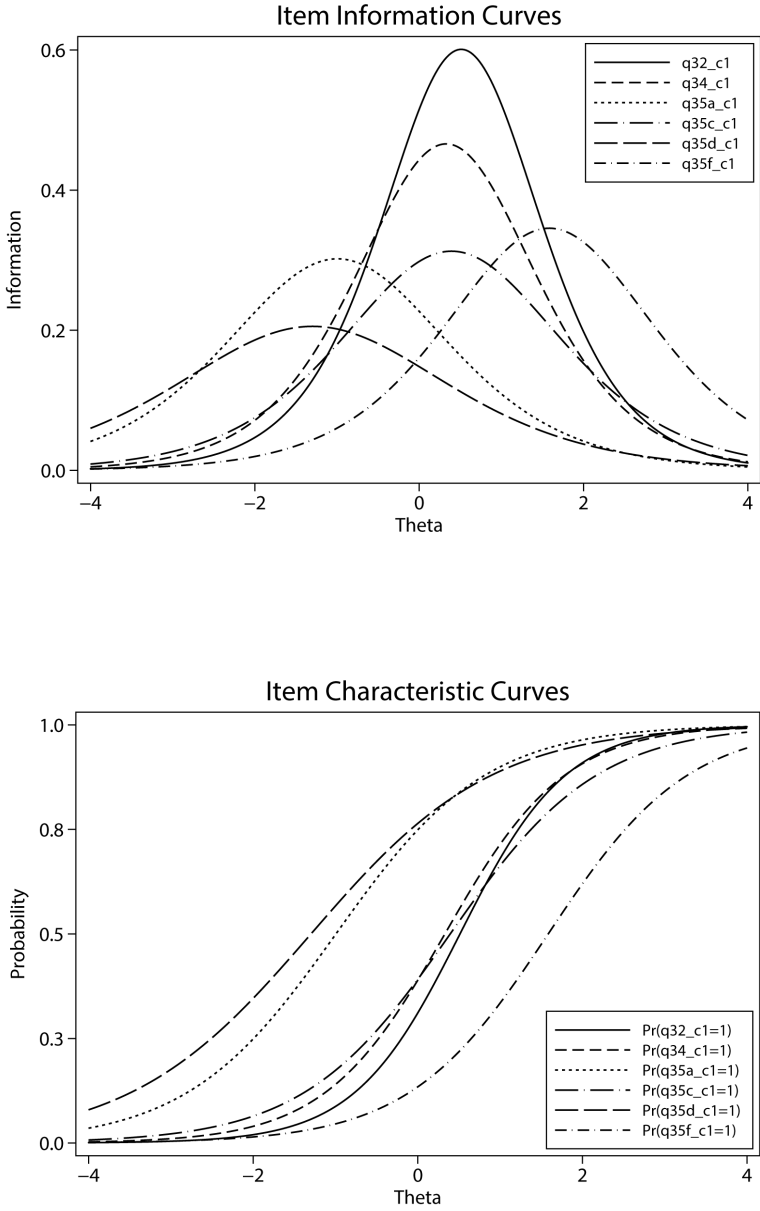 Item Information Curves
0.6
0.4
0.2
0.0
Information
q32_c1
q34_c1
q35a_c1
q35c_c1
q35d_c1
q35f_c1
−4 −2 0 2 4
Theta
Item Characteristic Curves
1.0
0.8
0.5
0.3
0.0
Probability
Pr(q32_c1=1)
Pr(q34_c1=1)
Pr(q35a_c1=1)
Pr(q35c_c1=1)
Pr(q35d_c1=1)
Pr(q35f_c1=1)
−4 −2 0 2 4
Theta